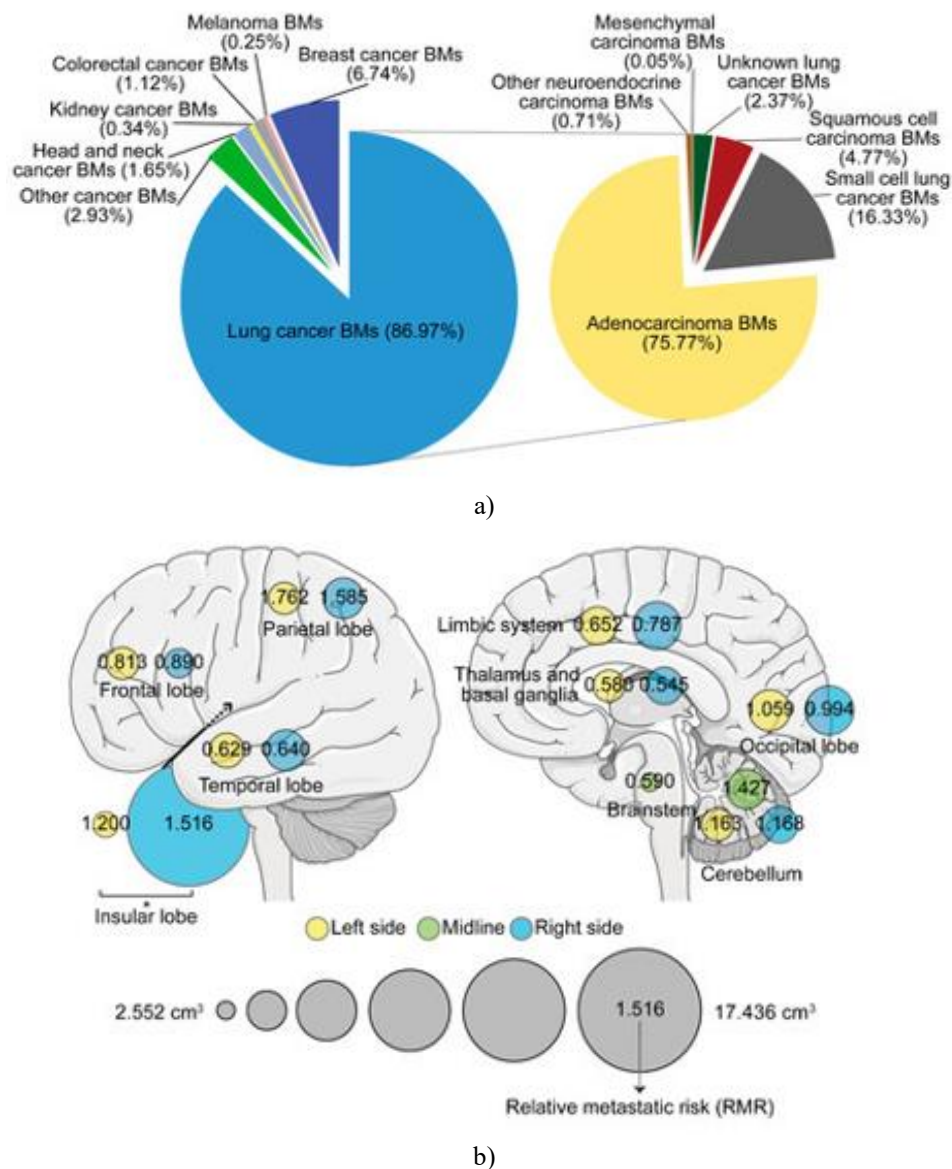 Melanoma BMs
(0.25%)
Breast cancer BMs
(6.74%)
Colorectal cancer BMs
(1.12%)
Kidney cancer BMs
(0.34%)
Head and neck
cancer BMs (1.65%)
Other cancer BMs
(2.93%)
Lung cancer BMs (86.97%)
Mesenchymal
carcinoma BMs
(0.05%)
Other neuroendocrine
carcinoma BMs
(0.71%)
Unknown lung
cancer BMs
(2.37%)
Squamous cell
carcinoma BMs
(4.77%)
Small cell lung
cancer BMs
(16.33%)
Adenocarcinoma BMs
(75.77%)
a)
1.762 1.585
Parietal lobe
0.813 0.890
Frontal lobe
0.629 0.640
Temporal lobe
1.200 1.516
*
Insular lobe
Limbic system 0.652 0.787
Thalamus and
basal ganglia
0.580 0.545
1.059 0.994
Occipital lobe
0.590
Brainstem
1.427
1.163 1.168
Cerebellum
Left side Midline Right side
2.552 cm³ 1.516 17.436 cm³
Relative metastatic risk (RMR)
b)